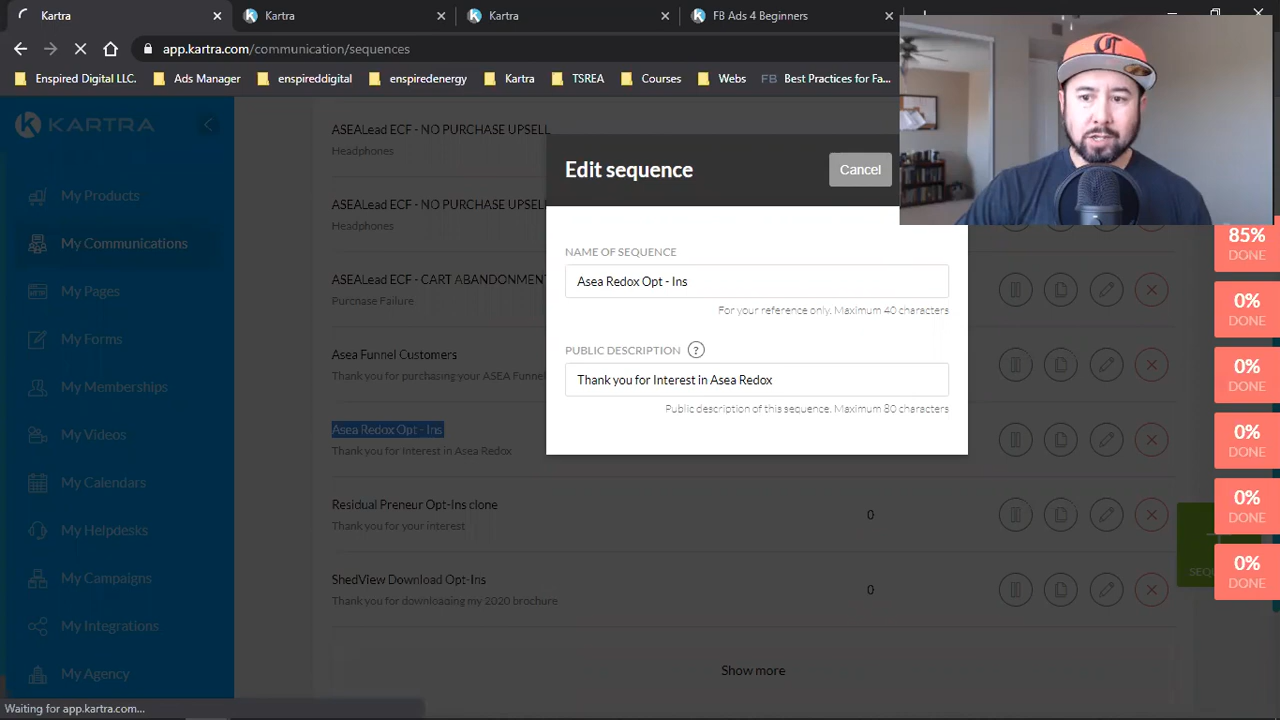 Kartra
Kartra
Kartra
FB Ads 4 Beginners
app.kartra.com/communication/sequences
Enspired Digital LLC.
Ads Manager
enspireddigital
enspiredenergy
Kartra
TSREA
Courses
Webs
FB Best Practices for Fa...
KARTRA
My Products
My Communications
My Pages
My Forms
My Memberships
My Videos
My Calendars
My Helpdesks
My Campaigns
My Integrations
My Agency
ASEALead ECF - NO PURCHASE UPSELL
Headphones
ASEALead ECF - NO PURCHASE UPSELL
Headphones
ASEALead ECF - CART ABANDONMENT
Purchase Failure.
Asea Funnel Customers
Thank you for purchasing your ASEA Funnel
Asea Redox Opt - Ins
Thank you for Interest in Asea Redox
Residual Preneur Opt-Ins clone
Thank you for your interest
0
ShedView Download Opt-Ins
Thank you for downloading my 2020 brochure
0
Show more
Edit sequence
Cancel
NAME OF SEQUENCE
Asea Redox Opt - Ins
For your reference only. Maximum 40 characters
PUBLIC DESCRIPTION ?
Thank you for Interest in Asea Redox
Public description of this sequence. Maximum 80 characters
85%
DONE
0%
DONE
0%
DONE
0%
DONE
0%
DONE
0%
DONE
Waiting for app.kartra.com...